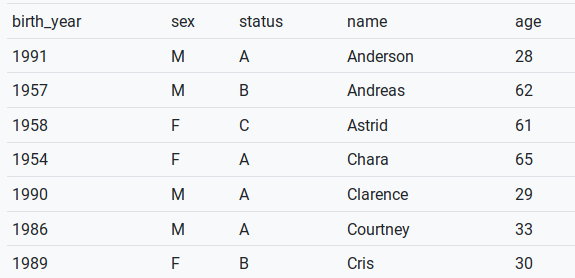 birth_year sex status name age
1991 M A Anderson 28
1957 M B Andreas 62
1958 F C Astrid 61
1954 F A Chara 65
1990 M A Clarence 29
1986 M A Courtney 33
1989 F B Cris 30